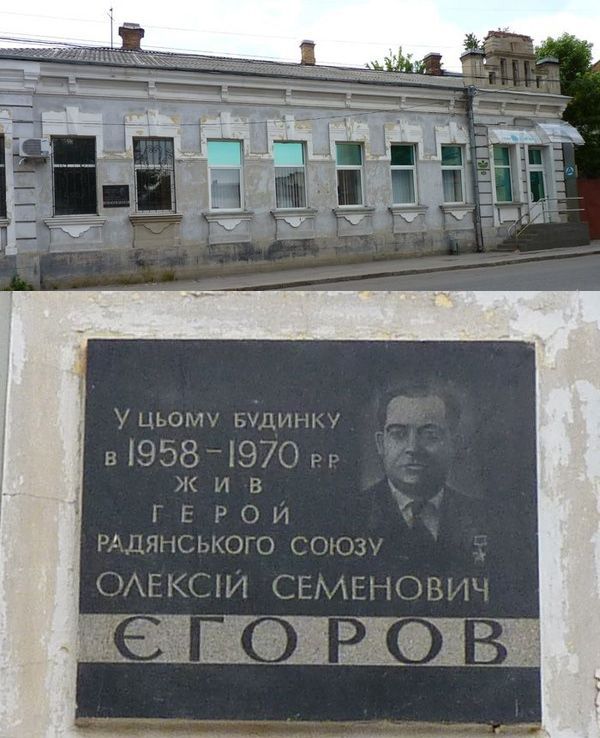 У ЦЬОМУ БУДИНКУ
В 1958-1970 Р.Р.
ЖИВ
ГЕРОЙ
РАДЯНСЬКОГО СОЮЗУ
ОЛЕКСІЙ СЕМЕНОВИЧ
ЄГОРОВ